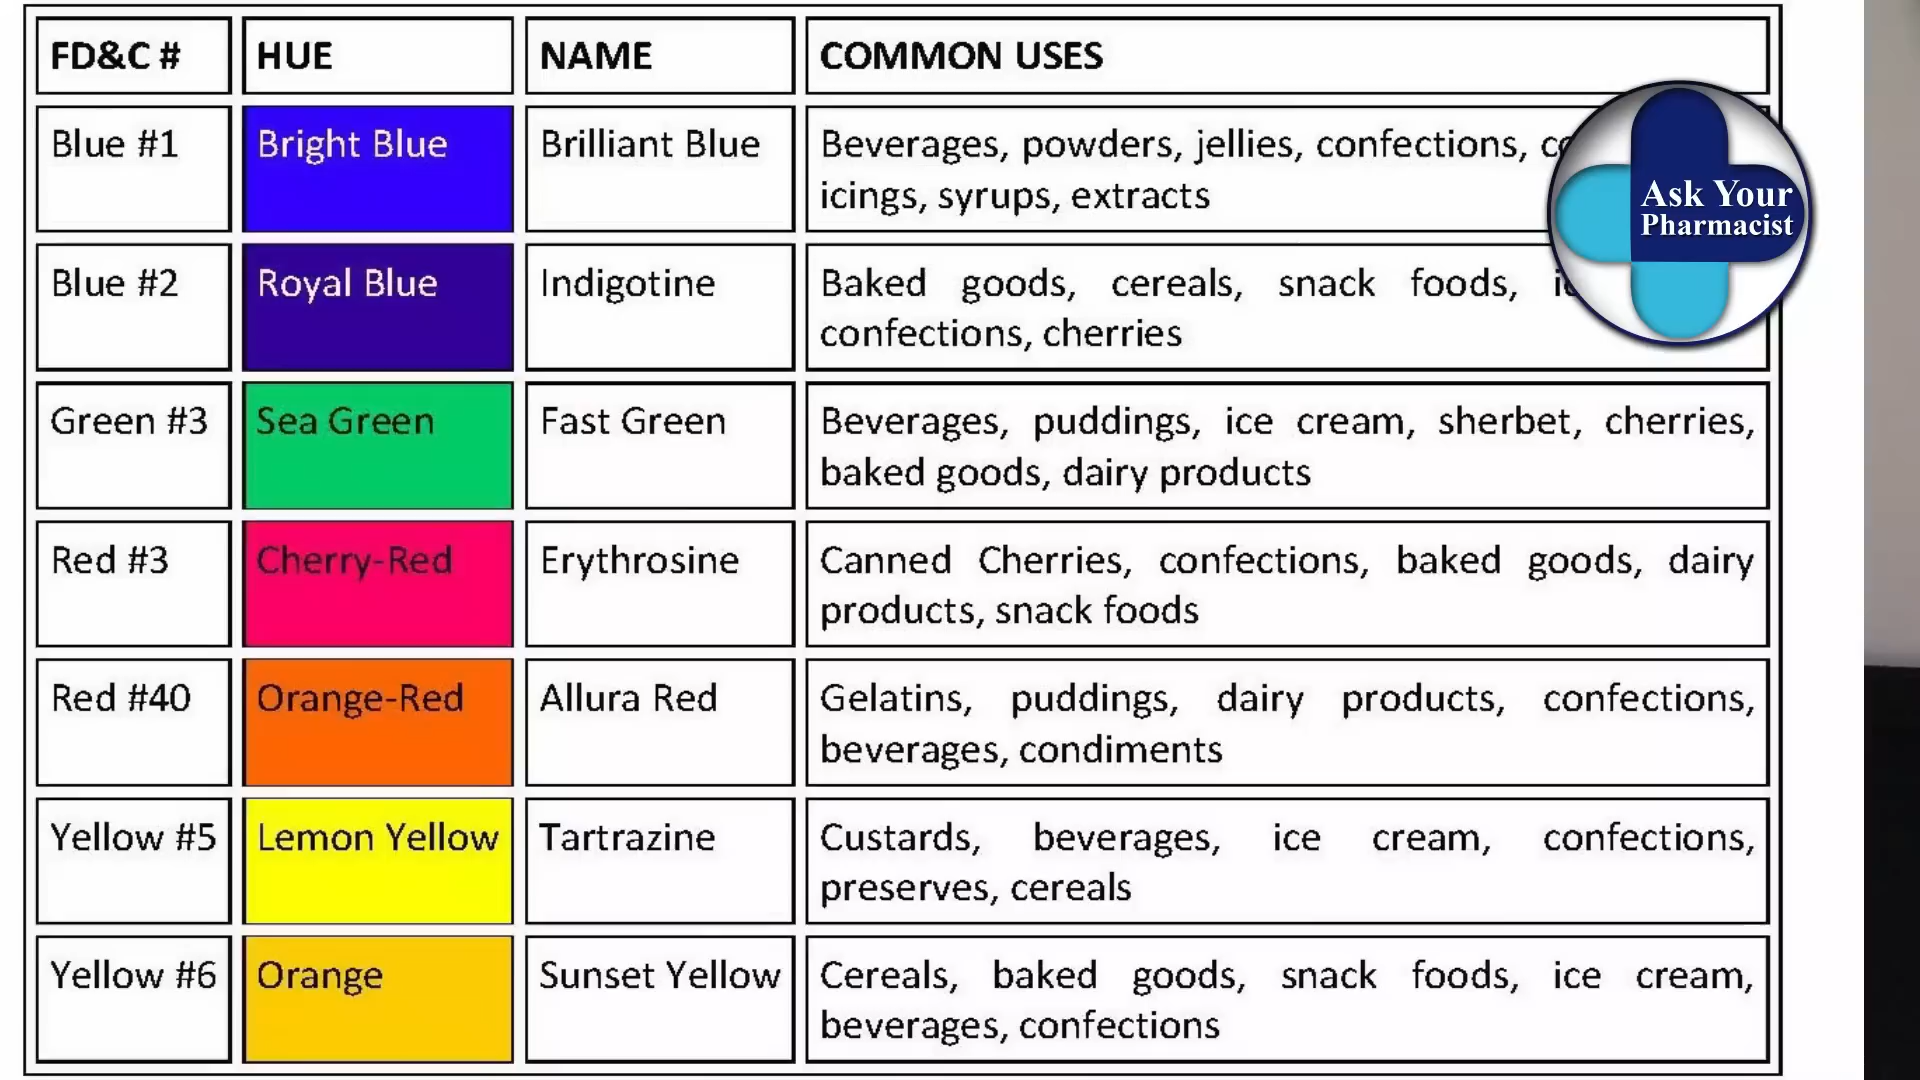 FD&C # HUE NAME COMMON USES
Blue #1 Bright Blue Brilliant Blue Beverages, powders, jellies, confections,
icings, syrups, extracts
Blue #2 Royal Blue Indigotine Baked goods, cereals, snack foods,
confections, cherries
Green #3 Sea Green Fast Green Beverages, puddings, ice cream, sherbet, cherries,
baked goods, dairy products
Red #3 Cherry-Red Erythrosine Canned Cherries, confections, baked goods, dairy
products, snack foods
Red #40 Orange-Red Allura Red Gelatins, puddings, dairy products, confections,
beverages, condiments
Yellow #5 Lemon Yellow Tartrazine Custards, beverages, ice cream, confections,
preserves, cereals
Yellow #6 Orange Sunset Yellow Cereals, baked goods, snack foods, ice cream,
beverages, confections
Ask Your
Pharmacist